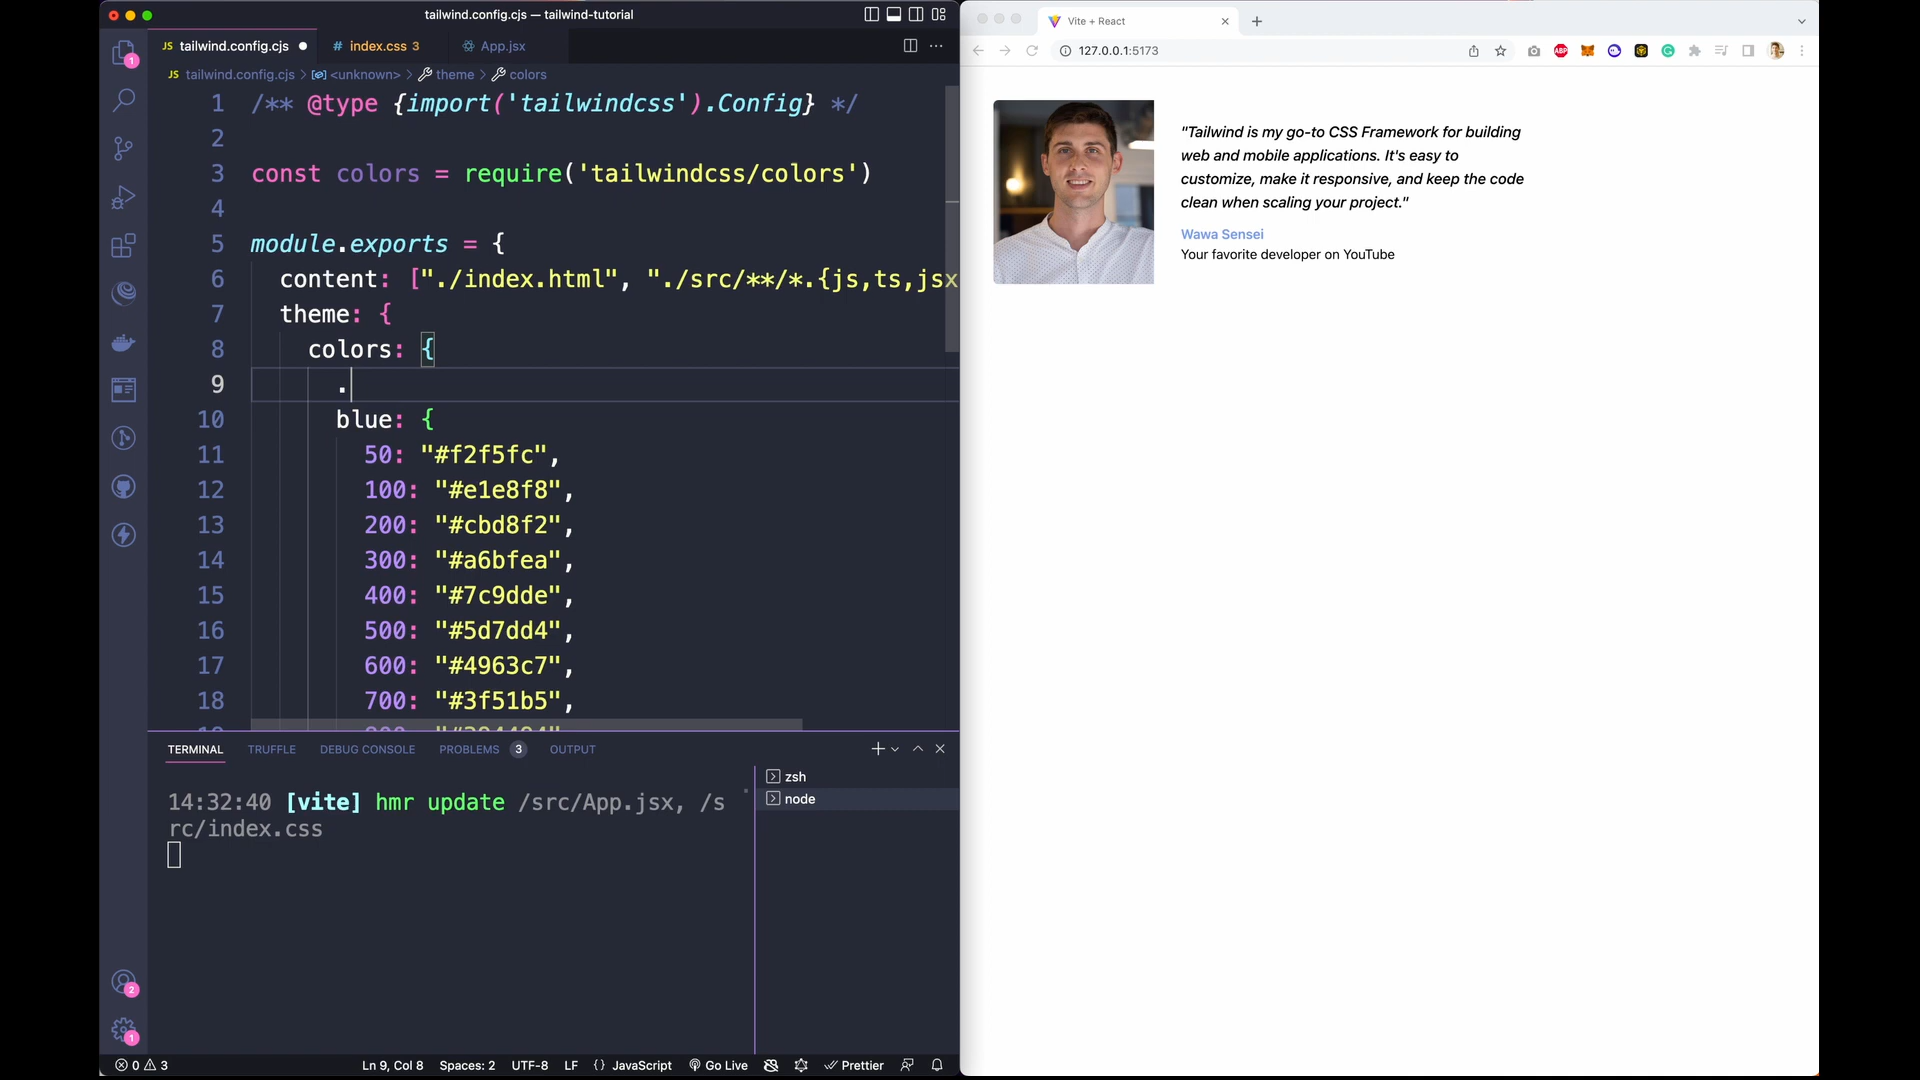 tailwind.config.cjs — tailwind-tutorial
JS tailwind.config.cjs
# index.css 3
App.jsx
JS tailwind.config.cjs > <unknown> > theme > colors
1 /** @type {import('tailwindcss').Config} */
2
3 const colors = require('tailwindcss/colors')
4
5 module.exports = {
6 content: ["./index.html", "./src/**/*.{js,ts,jsx
7 theme: {
8 colors: {
9 .
10 blue: {
11 50: "#f2f5fc",
12 100: "#e1e8f8",
13 200: "#cbd8f2",
14 300: "#a6bfea",
15 400: "#7c9dde",
16 500: "#5d7dd4",
17 600: "#4963c7",
18 700: "#3f51b5",
1
TERMINAL TRUFFLE DEBUG CONSOLE PROBLEMS 3 OUTPUT
14:32:40 [vite] hmr update /src/App.jsx, /s
rc/index.css
zsh
node
2
1
0 3
Ln 9, Col 8 Spaces: 2 UTF-8 LF {} JavaScript Go Live Prettier
Vite + React
127.0.0.1:5173
ABP
"Tailwind is my go-to CSS Framework for building
web and mobile applications. It's easy to
customize, make it responsive, and keep the code
clean when scaling your project."
Wawa Sensei
Your favorite developer on YouTube